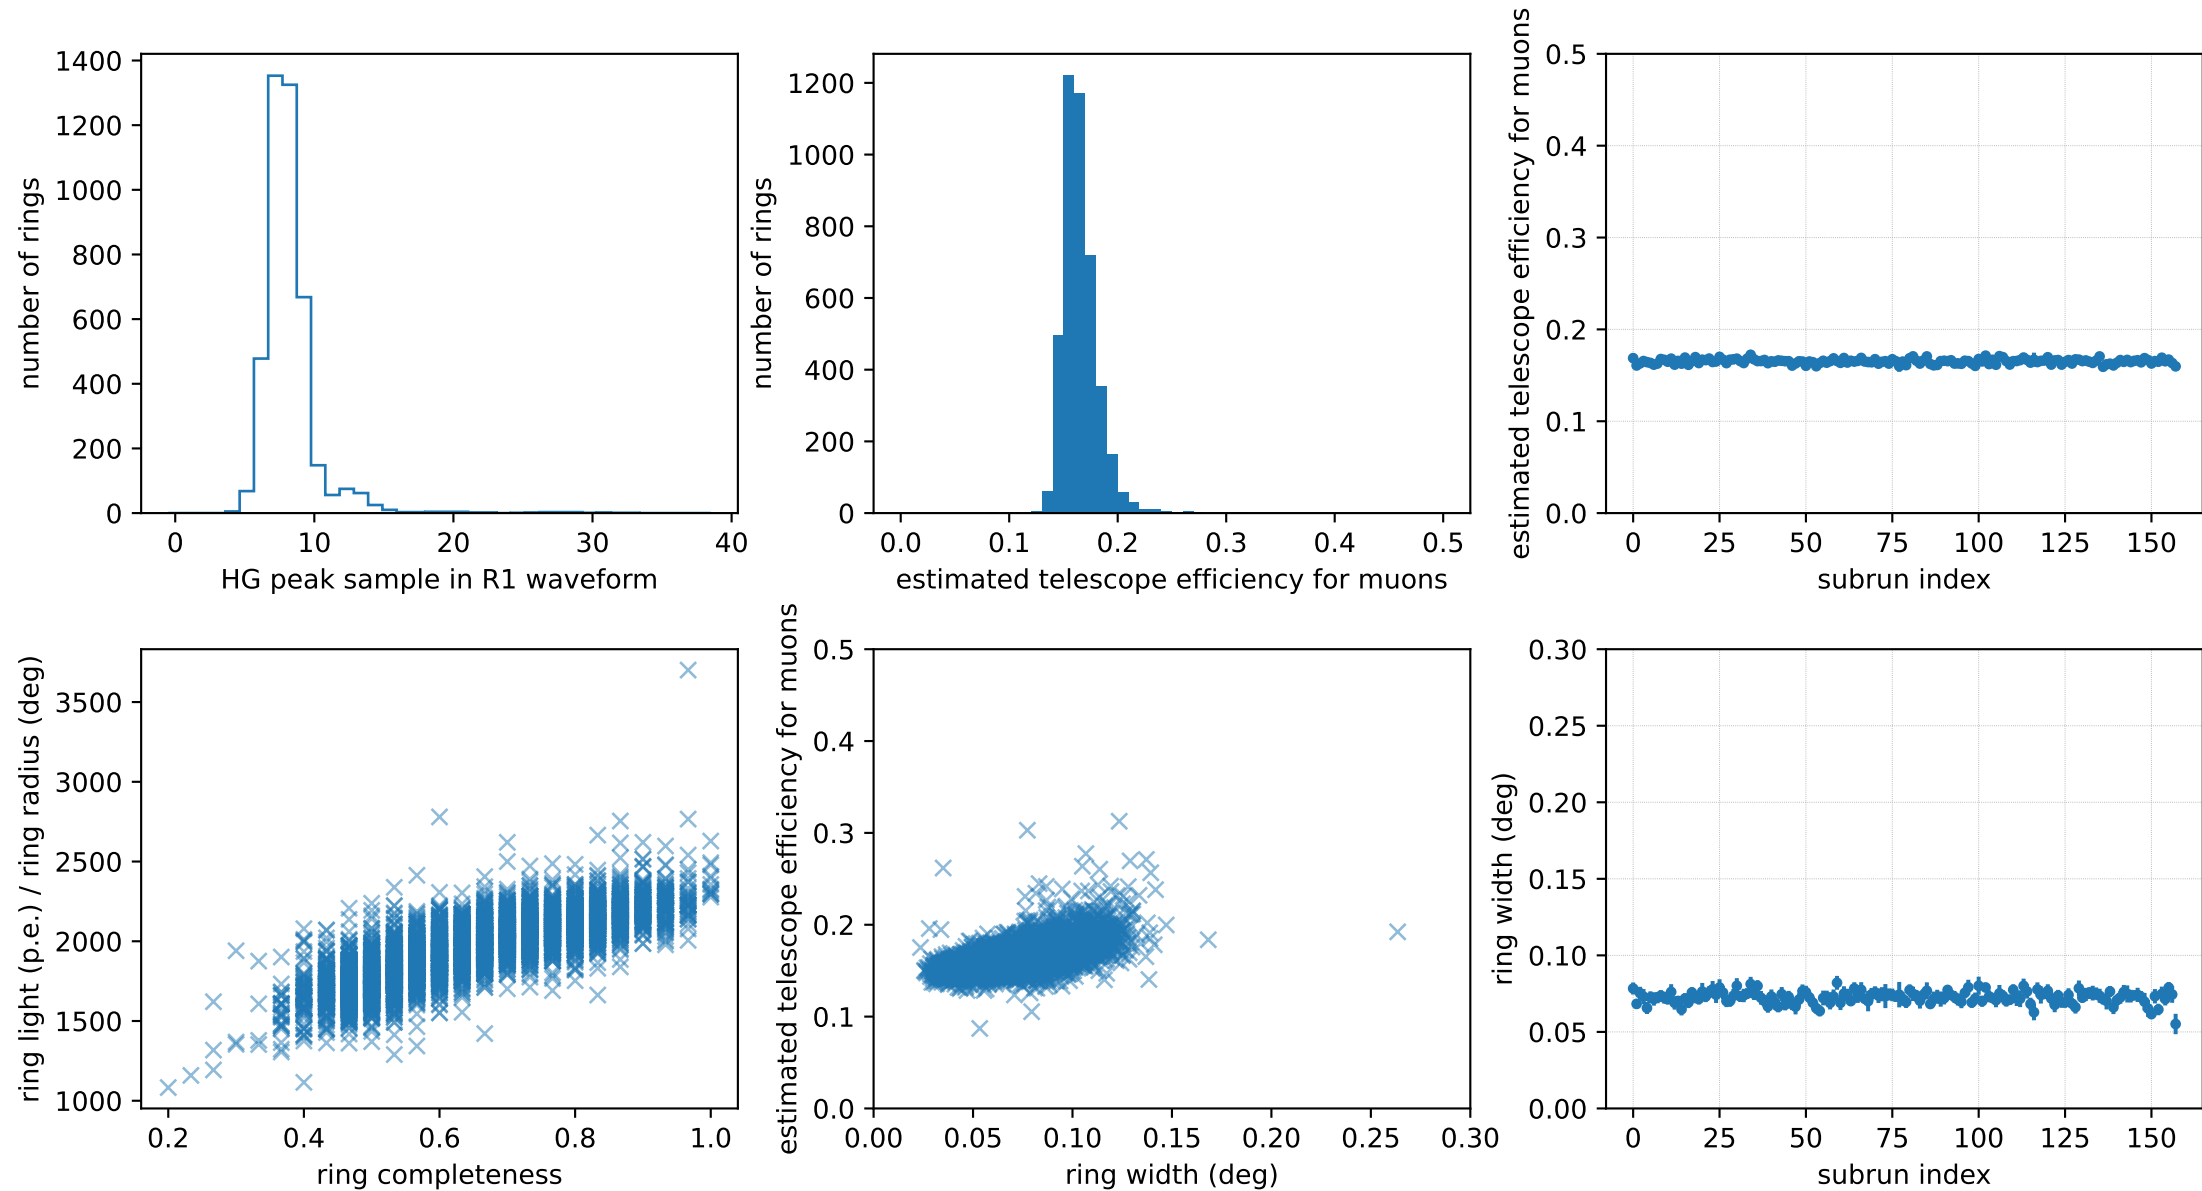 number of rings
1400
1200
1000
800
600
400
200
0
0 10 20 30 40
HG peak sample in R1 waveform
number of rings
1200
1000
800
600
400
200
0
0.0 0.1 0.2 0.3 0.4 0.5
estimated telescope efficiency for muons
estimated telescope efficiency for muons
0.5
0.4
0.3
0.2
0.1
0.0
0 25 50 75 100 125 150
subrun index
ring light (p.e.) / ring radius (deg)
3500
3000
2500
2000
1500
1000
0.2 0.4 0.6 0.8 1.0
ring completeness
estimated telescope efficiency for muons
0.5
0.4
0.3
0.2
0.1
0.0
0.00 0.05 0.10 0.15 0.20 0.25 0.30
ring width (deg)
ring width (deg)
0.30
0.25
0.20
0.15
0.10
0.05
0.00
0 25 50 75 100 125 150
subrun index